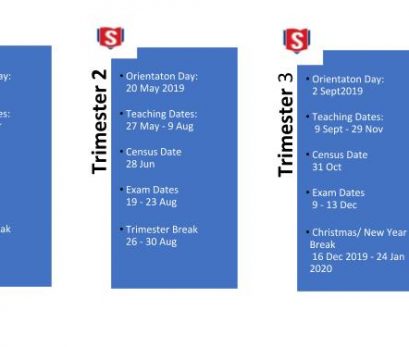 ay:
es:
r
ak
S
Trimester 2
• Orientaton Day:
20 May 2019
• Teaching Dates:
27 May - 9 Aug
• Census Date
28 Jun
• Exam Dates
19 - 23 Aug
• Trimester Break
26 - 30 Aug
S
Trimester 3
• Orientaton Day:
2 Sept2019
• Teaching Dates:
9 Sept - 29 Nov
• Census Date
31 Oct
• Exam Dates
9 - 13 Dec
• Christmas/ New Year
Break
16 Dec 2019 - 24 Jan
2020